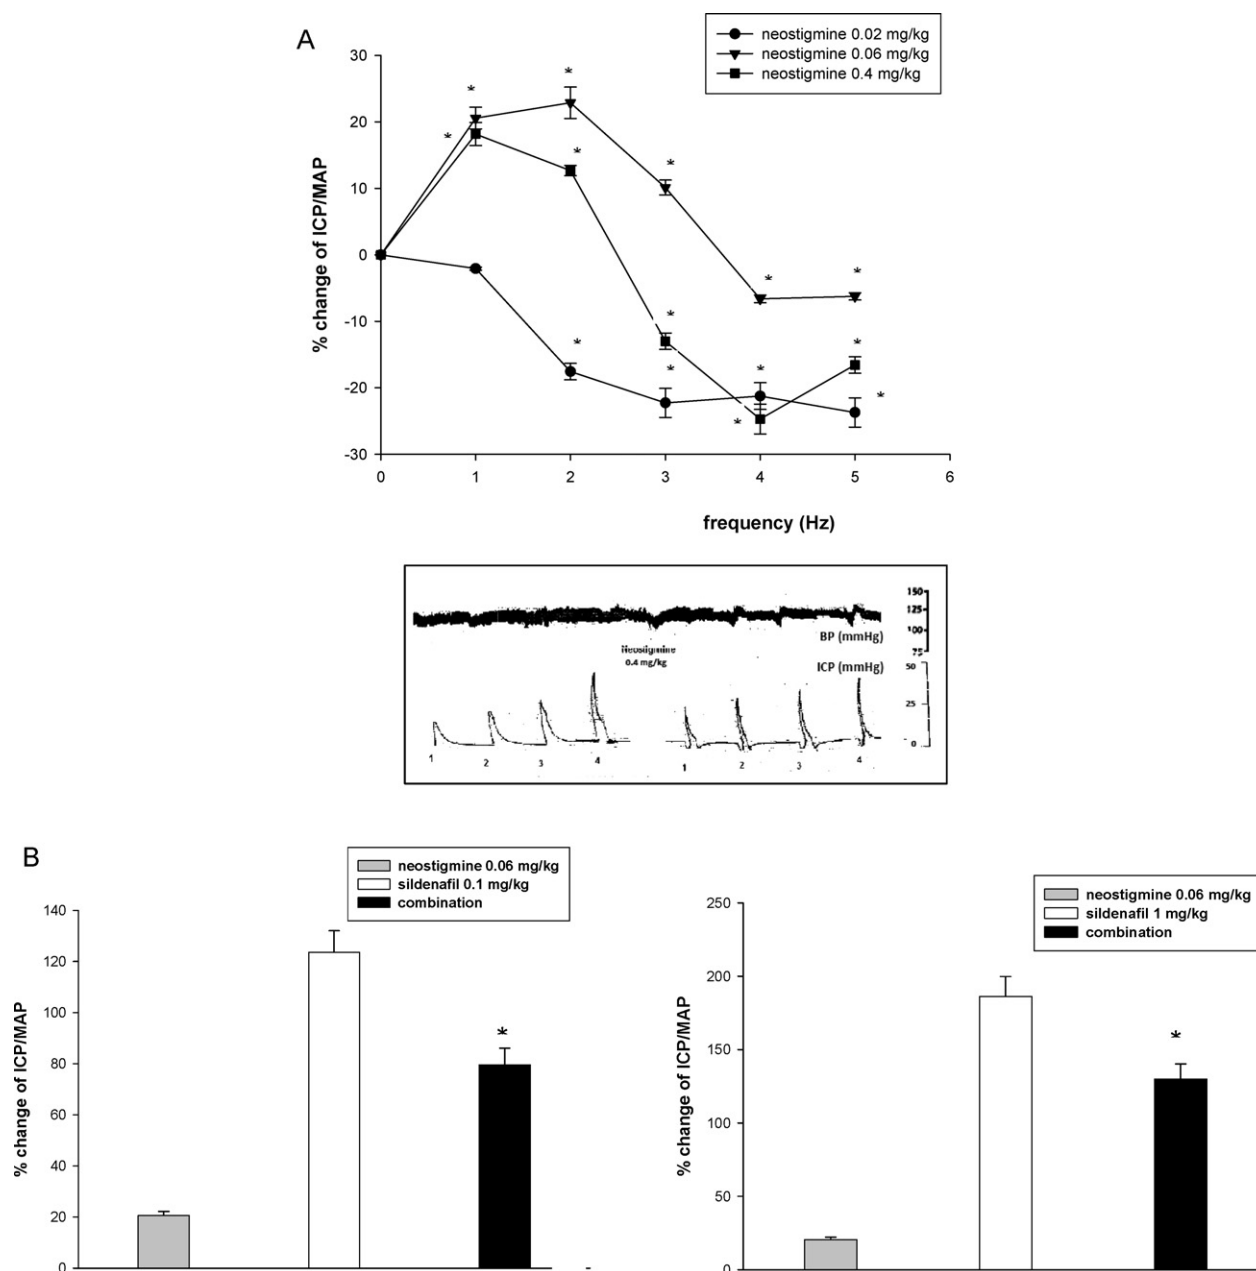 A
neostigmine 0.02 mg/kg
neostigmine 0.06 mg/kg
neostigmine 0.4 mg/kg
30
20
10
0
-10
-20
-30
% change of ICP/MAP
* * * * * * * * * * * * * *
0 1 2 3 4 5 6
frequency (Hz)
150
125
100
75
BP (mmHg)
Neostigmine
0.4 mg/kg
ICP (mmHg)
50
25
0
1 2 3 4 1 2 3 4
B
neostigmine 0.06 mg/kg
sildenafil 0.1 mg/kg
combination
140
120
100
80
60
40
20
0
% change of ICP/MAP
*
neostigmine 0.06 mg/kg
sildenafil 1 mg/kg
combination
250
200
150
100
50
0
% change of ICP/MAP
*